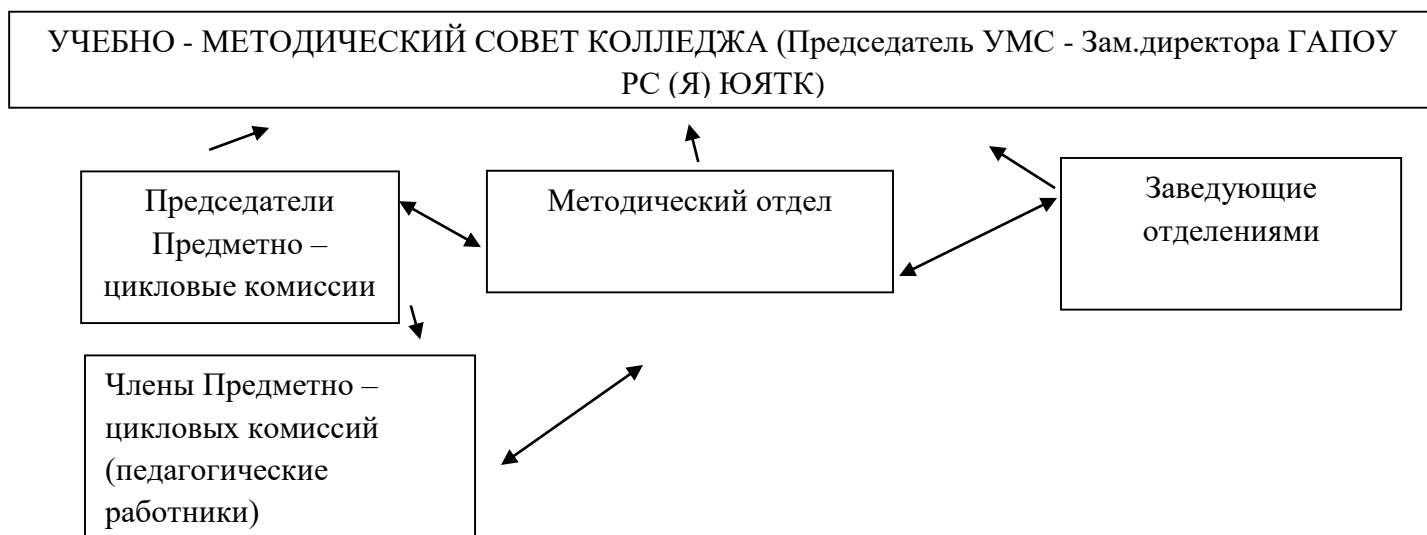 УЧЕБНО - МЕТОДИЧЕСКИЙ СОВЕТ КОЛЛЕДЖА (Председатель УМС - Зам.директора ГАПОУ
РС (Я) ЮЯТК)
Председатели
Предметно –
цикловые комиссии
Методический отдел
Заведующие
отделениями
Члены Предметно –
цикловых комиссий
(педагогические
работники)